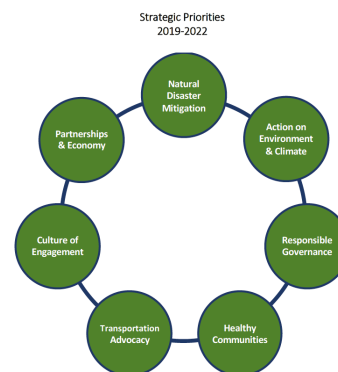 Strategic Priorities
2019-2022
Natural
Disaster
Mitigation
Action on
Environment
& Climate
Responsible
Governance
Healthy
Communities
Transportation
Advocacy
Culture of
Engagement
Partnerships
& Economy